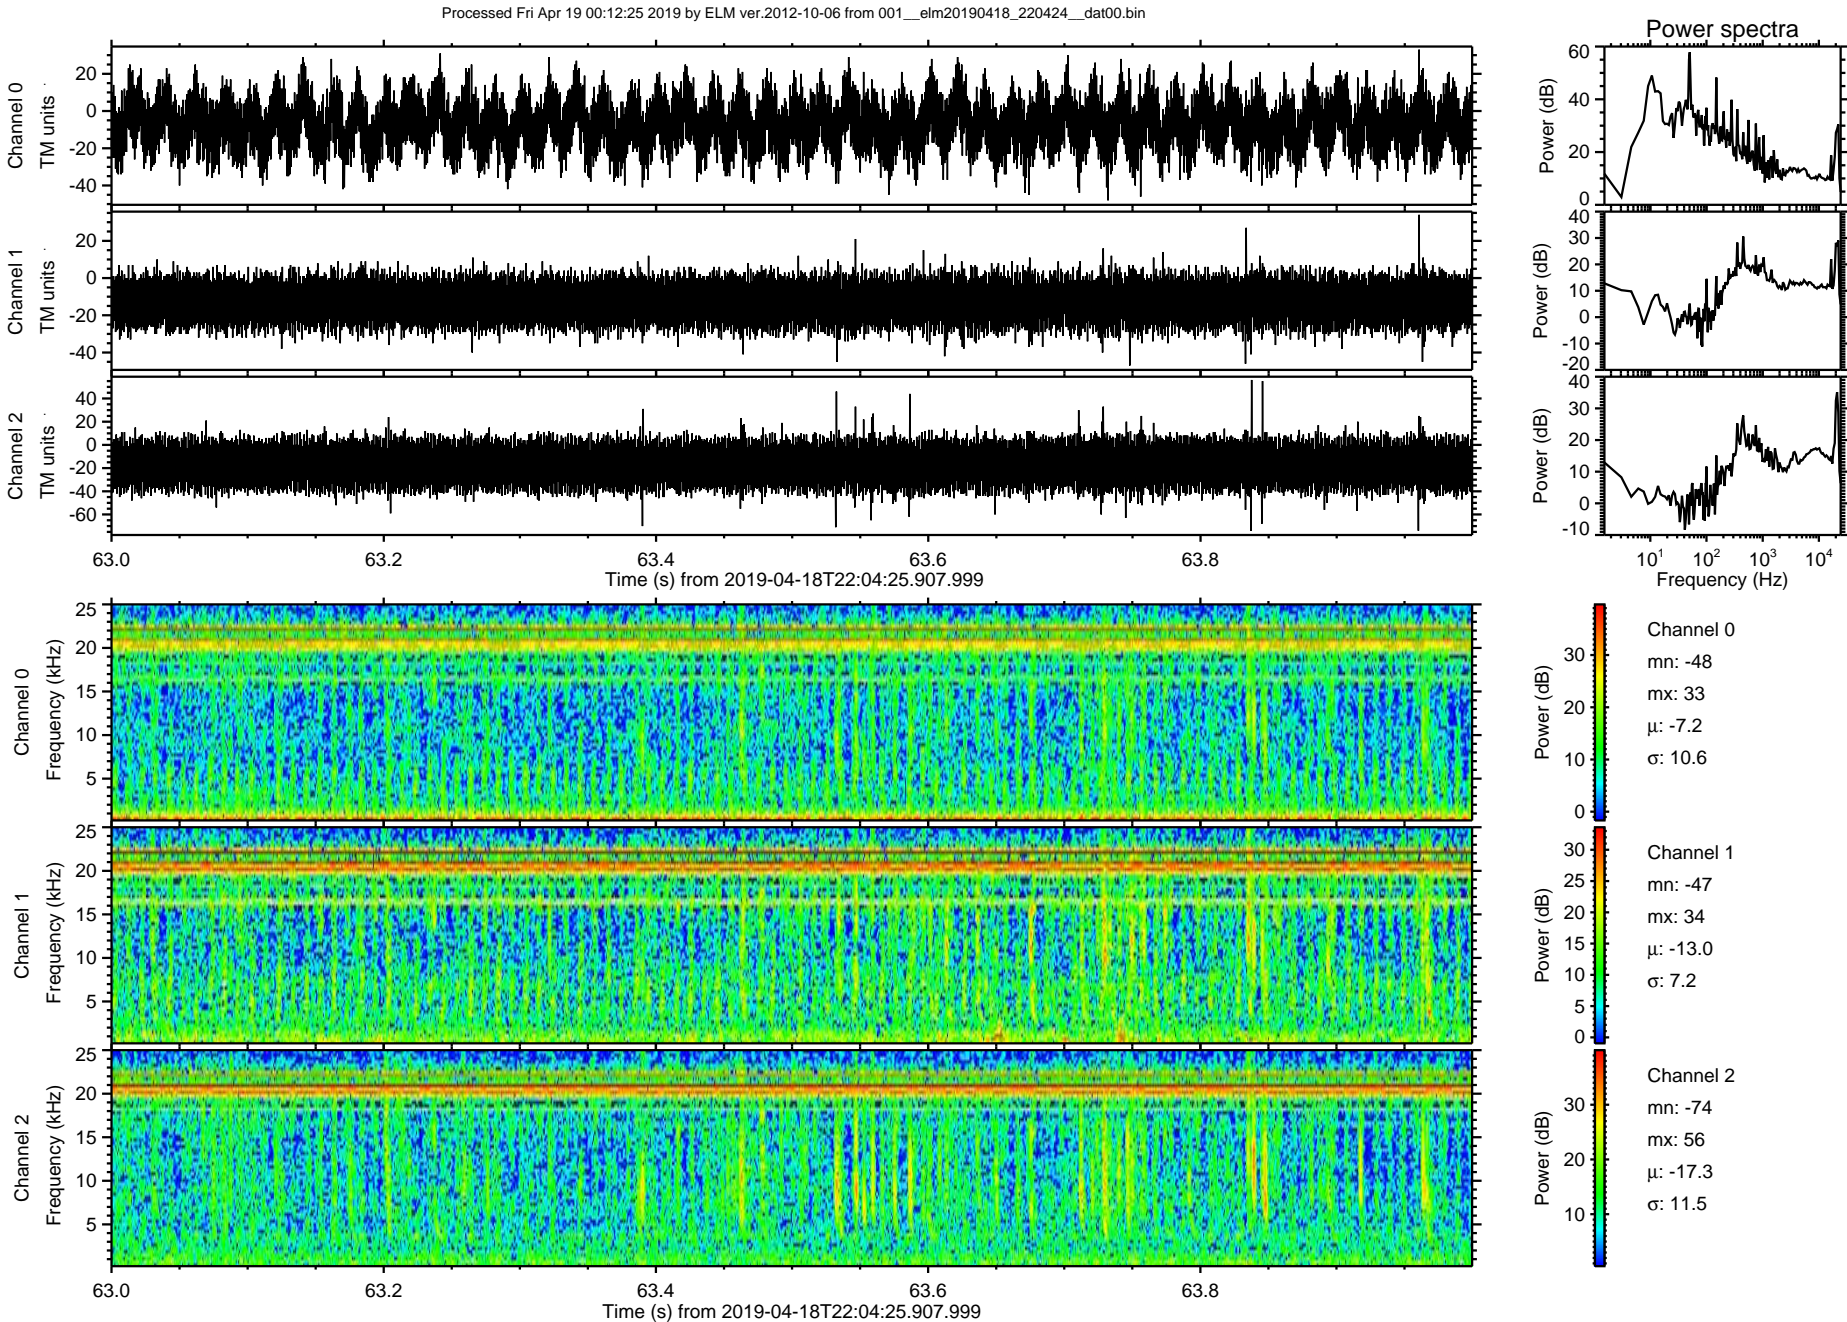 Processed Fri Apr 19 00:12:25 2019 by ELM ver.2012-10-06 from 001__elm20190418_220424__dat00.bin
Power spectra
Channel 0
TM units
20
0
-20
-40
Power (dB)
60
40
20
0
Channel 1
TM units
20
0
-20
-40
Power (dB)
40
30
20
10
0
-10
-20
Channel 2
TM units
40
20
0
-20
-40
-60
Power (dB)
40
30
20
10
0
-10
63.0 63.2 63.4 63.6 63.8
Time (s) from 2019-04-18T22:04:25.907.999
10¹ 10² 10³ 10⁴
Frequency (Hz)
Channel 0
Frequency (kHz)
25
20
15
10
5
Power (dB)
30
20
10
0
Channel 0
mn: -48
mx: 33
μ: -7.2
σ: 10.6
Channel 1
Frequency (kHz)
25
20
15
10
5
Power (dB)
30
25
20
15
10
5
0
Channel 1
mn: -47
mx: 34
μ: -13.0
σ: 7.2
Channel 2
Frequency (kHz)
25
20
15
10
5
Power (dB)
30
20
10
Channel 2
mn: -74
mx: 56
μ: -17.3
σ: 11.5
63.0 63.2 63.4 63.6 63.8
Time (s) from 2019-04-18T22:04:25.907.999